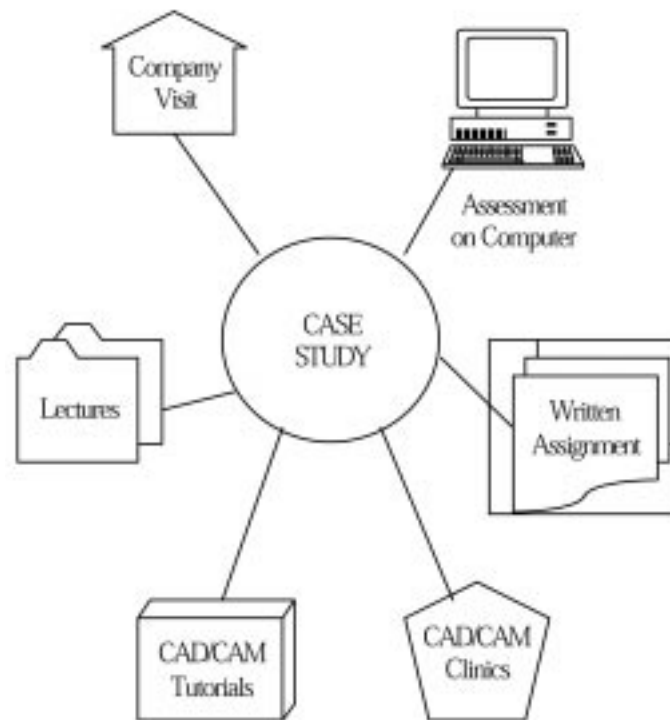 Company
Visit
Assessment
on Computer
CASE
STUDY
Lectures
Written
Assignment
CAD/CAM
Tutorials
CAD/CAM
Clinics